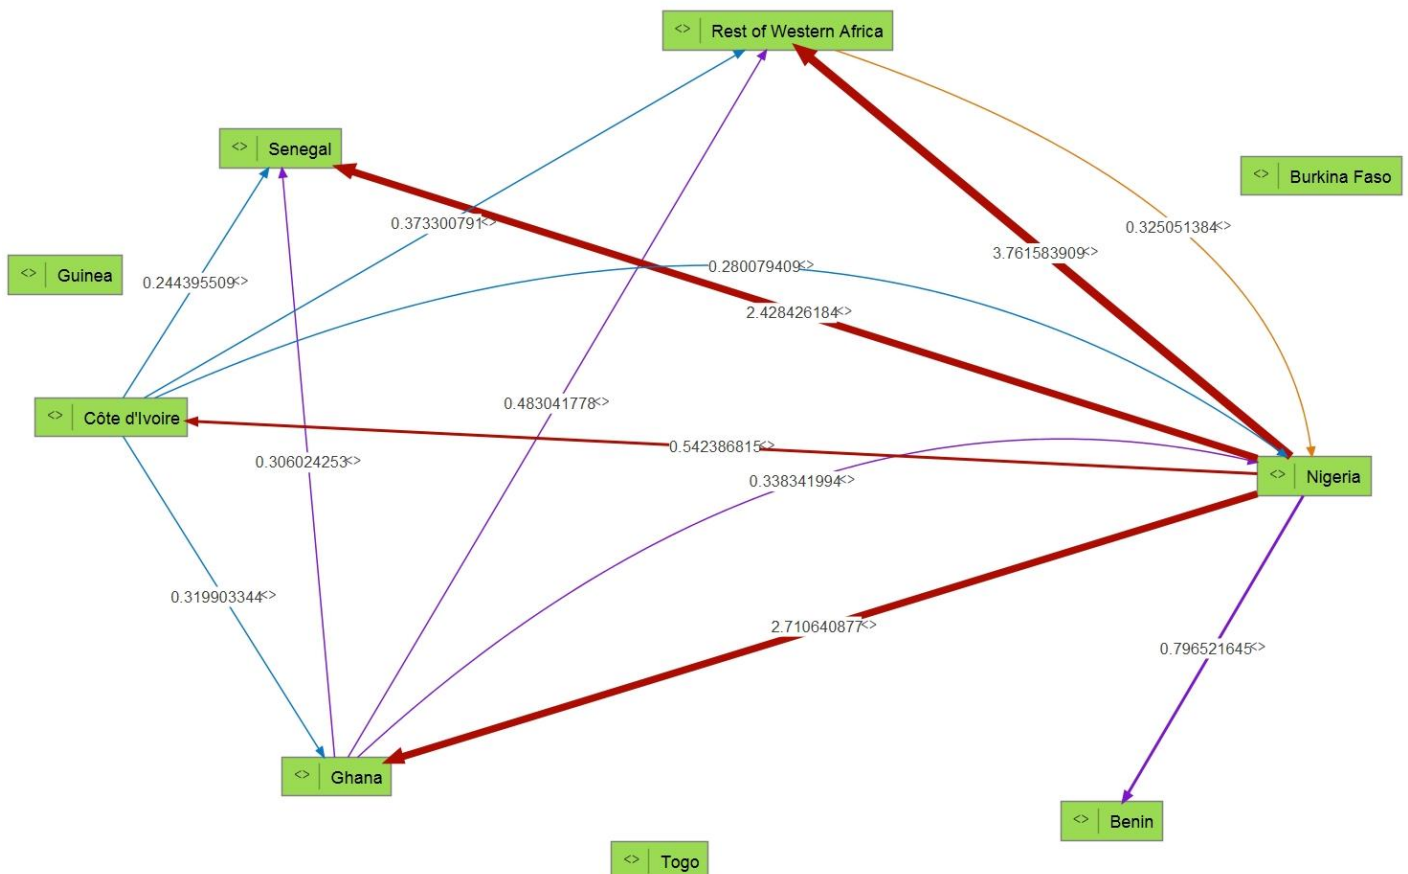 <> Rest of Western Africa
<> Senegal
<> Burkina Faso
0.373300791<>
0.325051384<>
3.761583909<>
<> Guinea
0.244395509<>
0.280079409<>
2.428426184<>
0.483041778<>
<> Côte d'Ivoire
0.542386815<>
0.306024253<>
0.338341994<>
<> Nigeria
0.319903344<>
2.710640877<>
0.796521645<>
<> Ghana
<> Benin
<> Togo